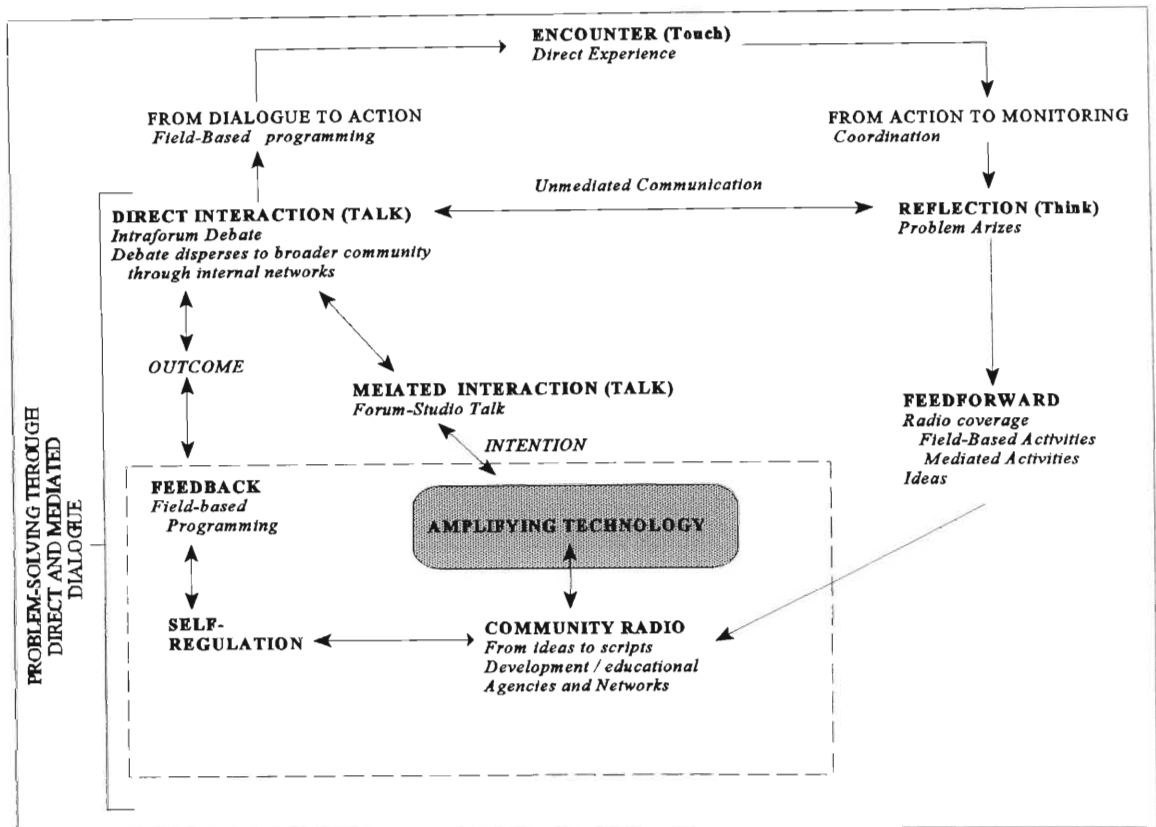 ENCOUNTER (Touch)
Direct Experience
FROM DIALOGUE TO ACTION
Field-Based programming
FROM ACTION TO MONITORING
Coordination
Unmediated Communication
DIRECT INTERACTION (TALK)
Intraforum Debate
Debate disperses to broader community
through internal networks
REFLECTION (Think)
Problem Arizes
OUTCOME
MEIATED INTERACTION (TALK)
Forum-Studio Talk
INTENTION
FEEDFORWARD
Radio coverage
Field-Based Activities
Mediated Activities
Ideas
FEEDBACK
Field-based
Programming
AMPLIFYING TECHNOLOGY
SELF-
REGULATION
COMMUNITY RADIO
From ideas to scripts
Development / educational
Agencies and Networks
PROBLEM-SOLVING THROUGH
DIRECT AND MEDIATED
DIALOGUE